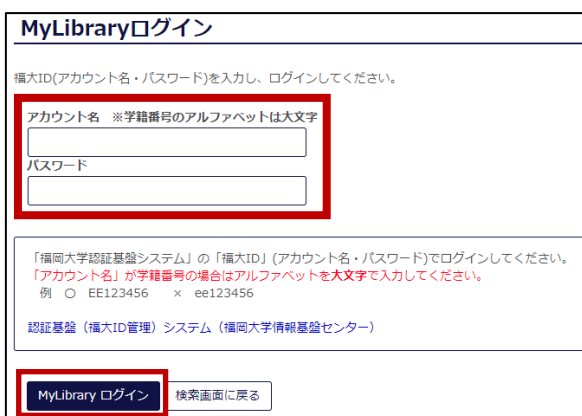 MyLibraryログイン
福大ID(アカウント名・パスワード)を入力し、ログインしてください。
アカウント名　※学籍番号のアルファベットは大文字
パスワード
「福岡大学認証基盤システム」の「福大ID」(アカウント名・パスワード)でログインしてください。
「アカウント名」が学籍番号の場合はアルファベットを大文字で入力してください。
例　○　EE123456　×　ee123456
認証基盤（福大ID管理）システム（福岡大学情報基盤センター）
MyLibrary ログイン　検索画面に戻る